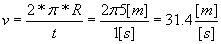 v = 2*π*R/t = 2π5[m]/1[s] = 31.4 [m]/[s]